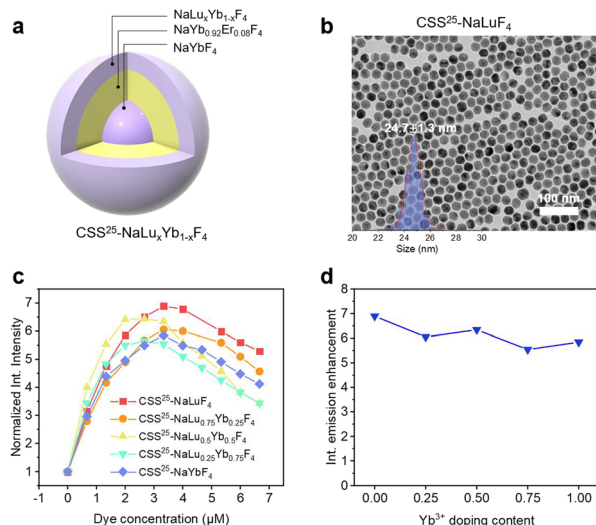 a
NaLuₓYb₁₋ₓF₄
NaYb₀.₉₂Er₀.₀₈F₄
NaYbF₄
CSS²⁵-NaLuₓYb₁₋ₓF₄
b
CSS²⁵-NaLuF₄
24.7±1.3 nm
100 nm
20 22 24 26 28 30
Size (nm)
c
Normalized Int. Intensity
7
6
5
4
3
2
1
CSS²⁵-NaLuF₄
CSS²⁵-NaLu₀.₇₅Yb₀.₂₅F₄
CSS²⁵-NaLu₀.₅Yb₀.₅F₄
CSS²⁵-NaLu₀.₂₅Yb₀.₇₅F₄
CSS²⁵-NaYbF₄
-1 0 1 2 3 4 5 6 7
Dye concentration (µM)
d
Int. emission enhancement
8
7
6
5
4
3
2
1
0
0.00 0.25 0.50 0.75 1.00
Yb³⁺ doping content